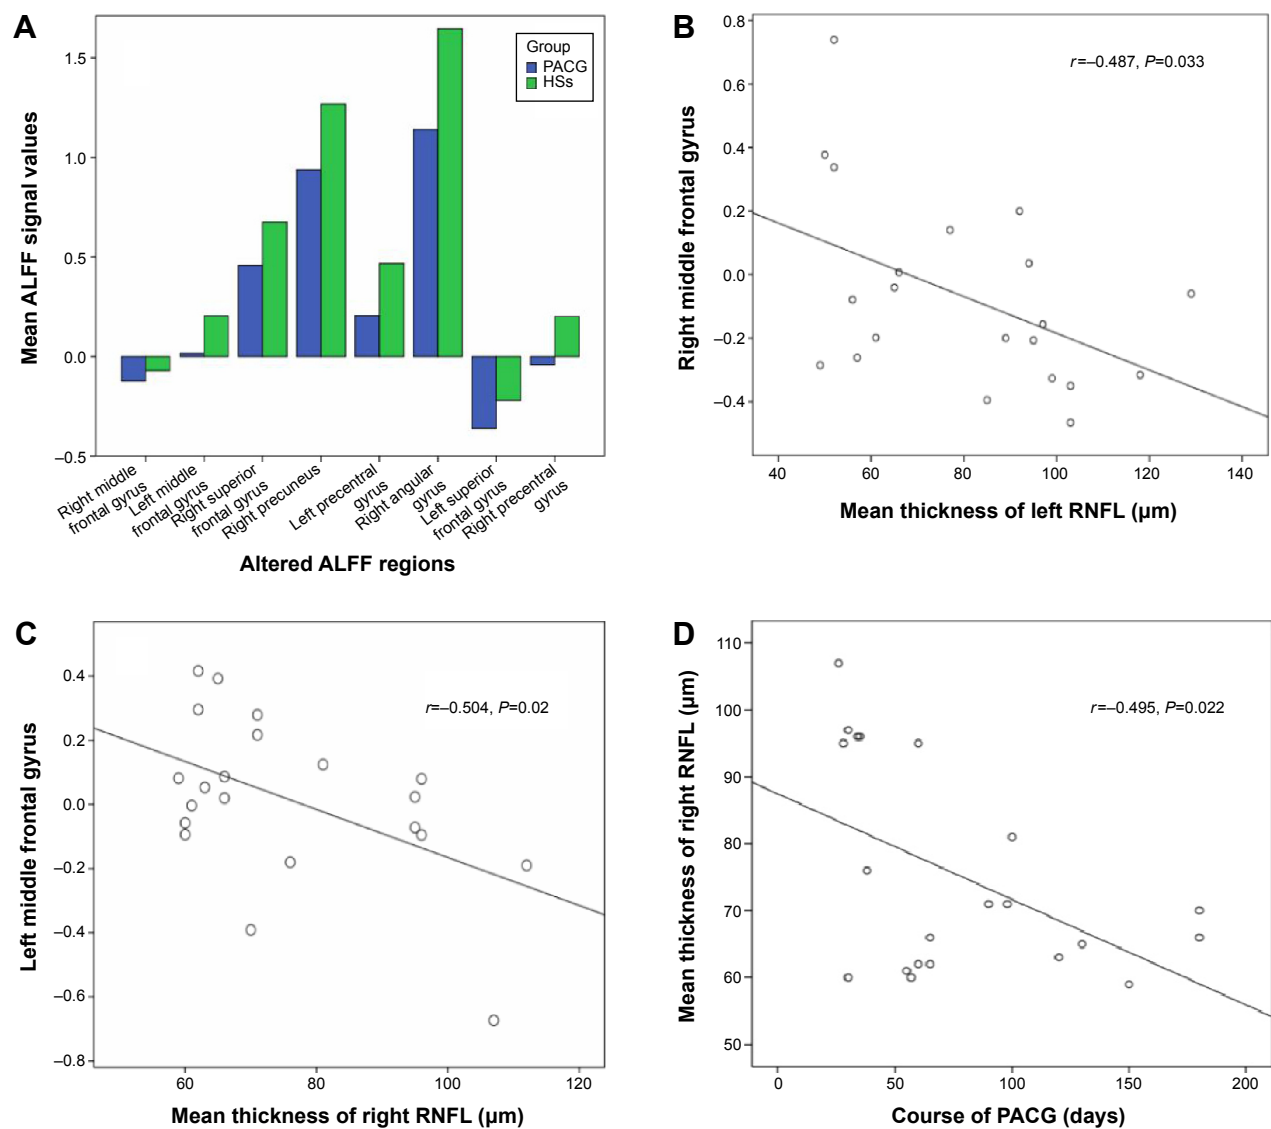 A
Mean ALFF signal values
1.5
1.0
0.5
0.0
–0.5
Group
PACG
HSs
Right middle
frontal gyrus
Left middle
frontal gyrus
Right superior
frontal gyrus
Right precuneus
Left precentral
gyrus
Right angular
gyrus
Left superior
frontal gyrus
Right precentral
gyrus
Altered ALFF regions
B
Right middle frontal gyrus
0.8
0.6
0.4
0.2
0.0
–0.2
–0.4
r=–0.487, P=0.033
40 60 80 100 120 140
Mean thickness of left RNFL (µm)
C
Left middle frontal gyrus
0.4
0.2
0.0
–0.2
–0.4
–0.6
–0.8
r=–0.504, P=0.02
60 80 100 120
Mean thickness of right RNFL (µm)
D
Mean thickness of right RNFL (µm)
110
100
90
80
70
60
50
r=–0.495, P=0.022
0 50 100 150 200
Course of PACG (days)